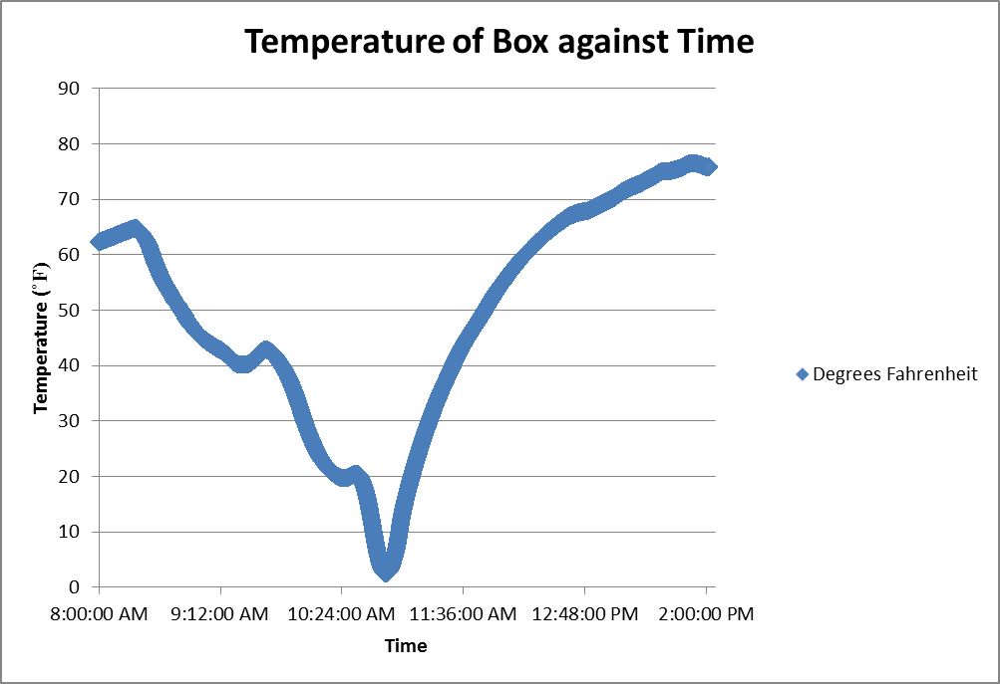 Temperature of Box against Time
90
80
70
60
50
40
30
20
10
0
Temperature (˚F)
8:00:00 AM 9:12:00 AM 10:24:00 AM 11:36:00 AM 12:48:00 PM 2:00:00 PM
Time
Degrees Fahrenheit